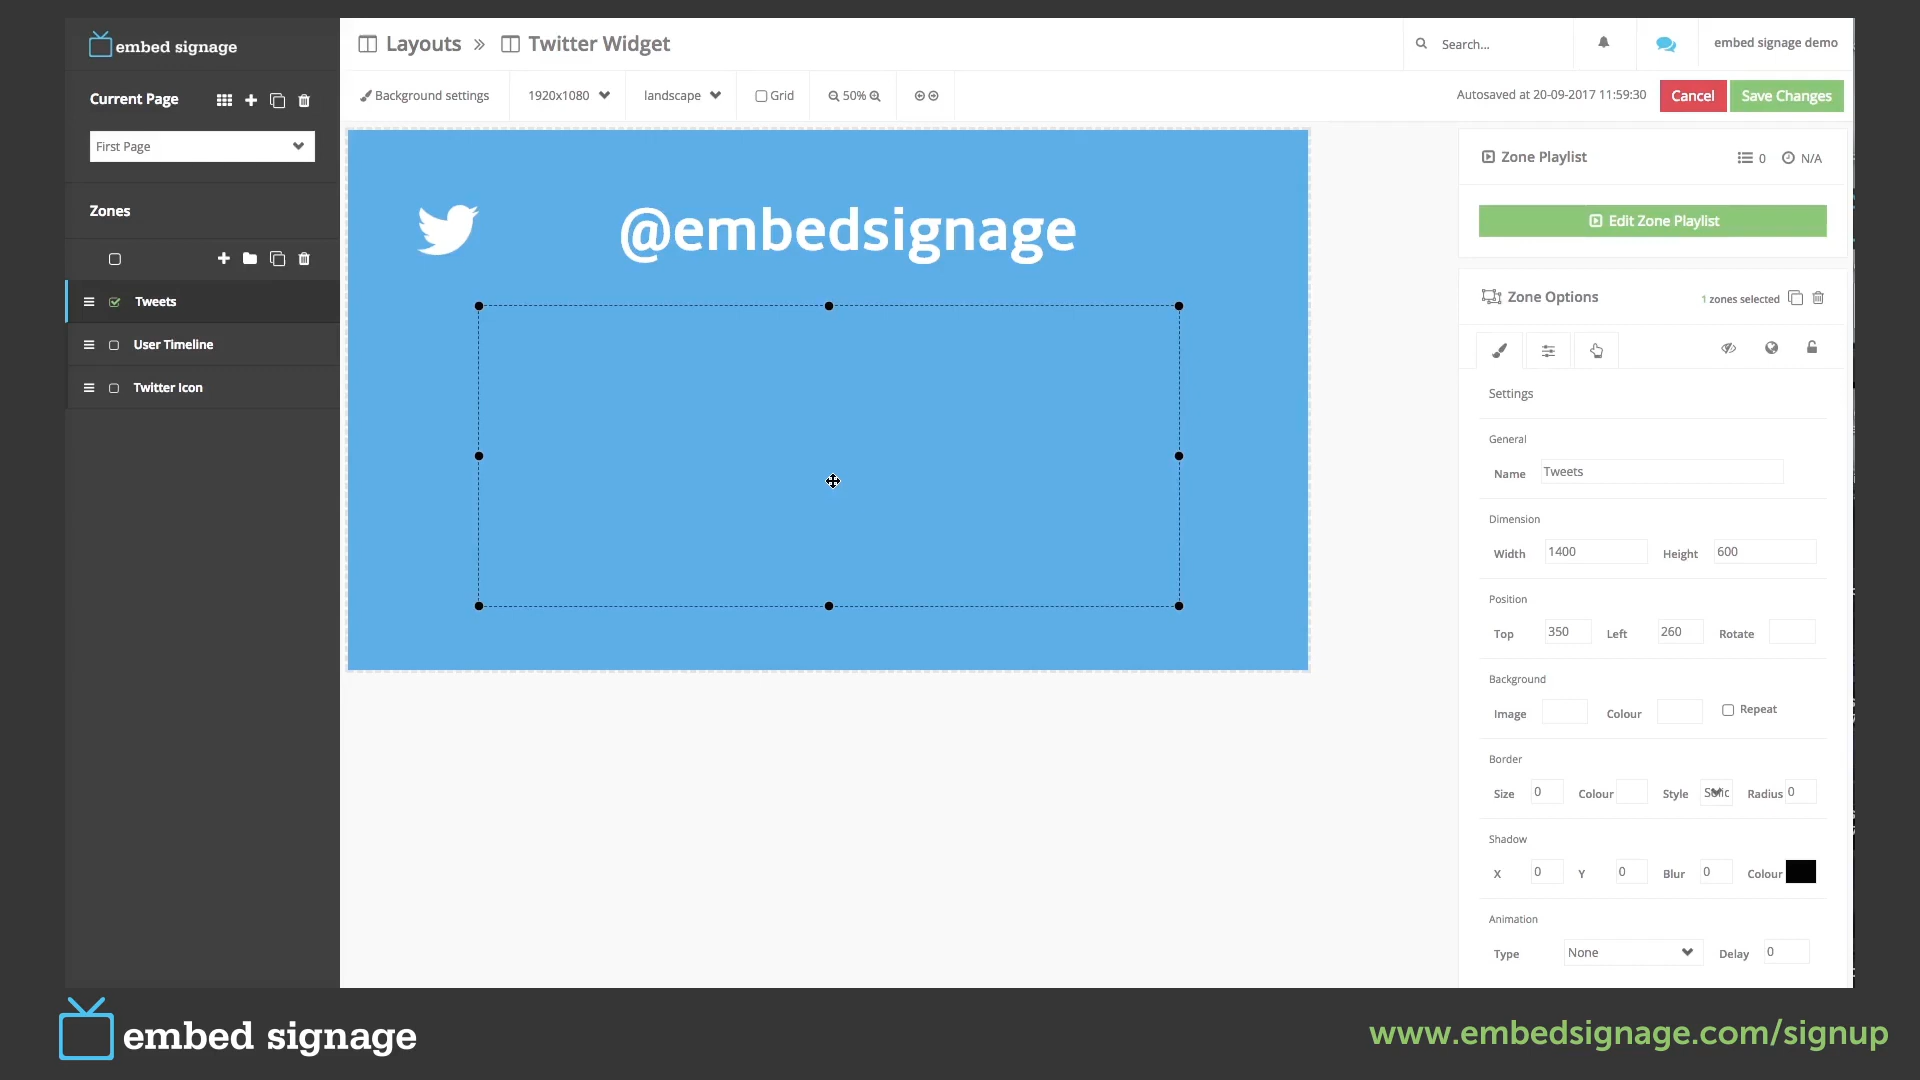 embed signage
Layouts » Twitter Widget
Search...
embed signage demo
Current Page
First Page
Background settings
1920x1080
landscape
Grid
50%
Autosaved at 20-09-2017 11:59:30
Cancel
Save Changes
Zones
Tweets
User Timeline
Twitter Icon
@embedsignage
Zone Playlist
0
N/A
Edit Zone Playlist
Zone Options
1 zones selected
Settings
General
Name Tweets
Dimension
Width 1400 Height 600
Position
Top 350 Left 260 Rotate
Background
Image Colour Repeat
Border
Size 0 Colour Style Radius 0
Shadow
X 0 Y 0 Blur 0 Colour
Animation
Type None Delay 0
embed signage
www.embedsignage.com/signup